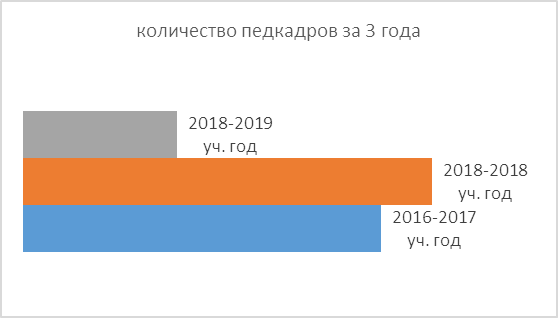 количество педкадров за 3 года
2018-2019
уч. год
2018-2018
уч. год
2016-2017
уч. год